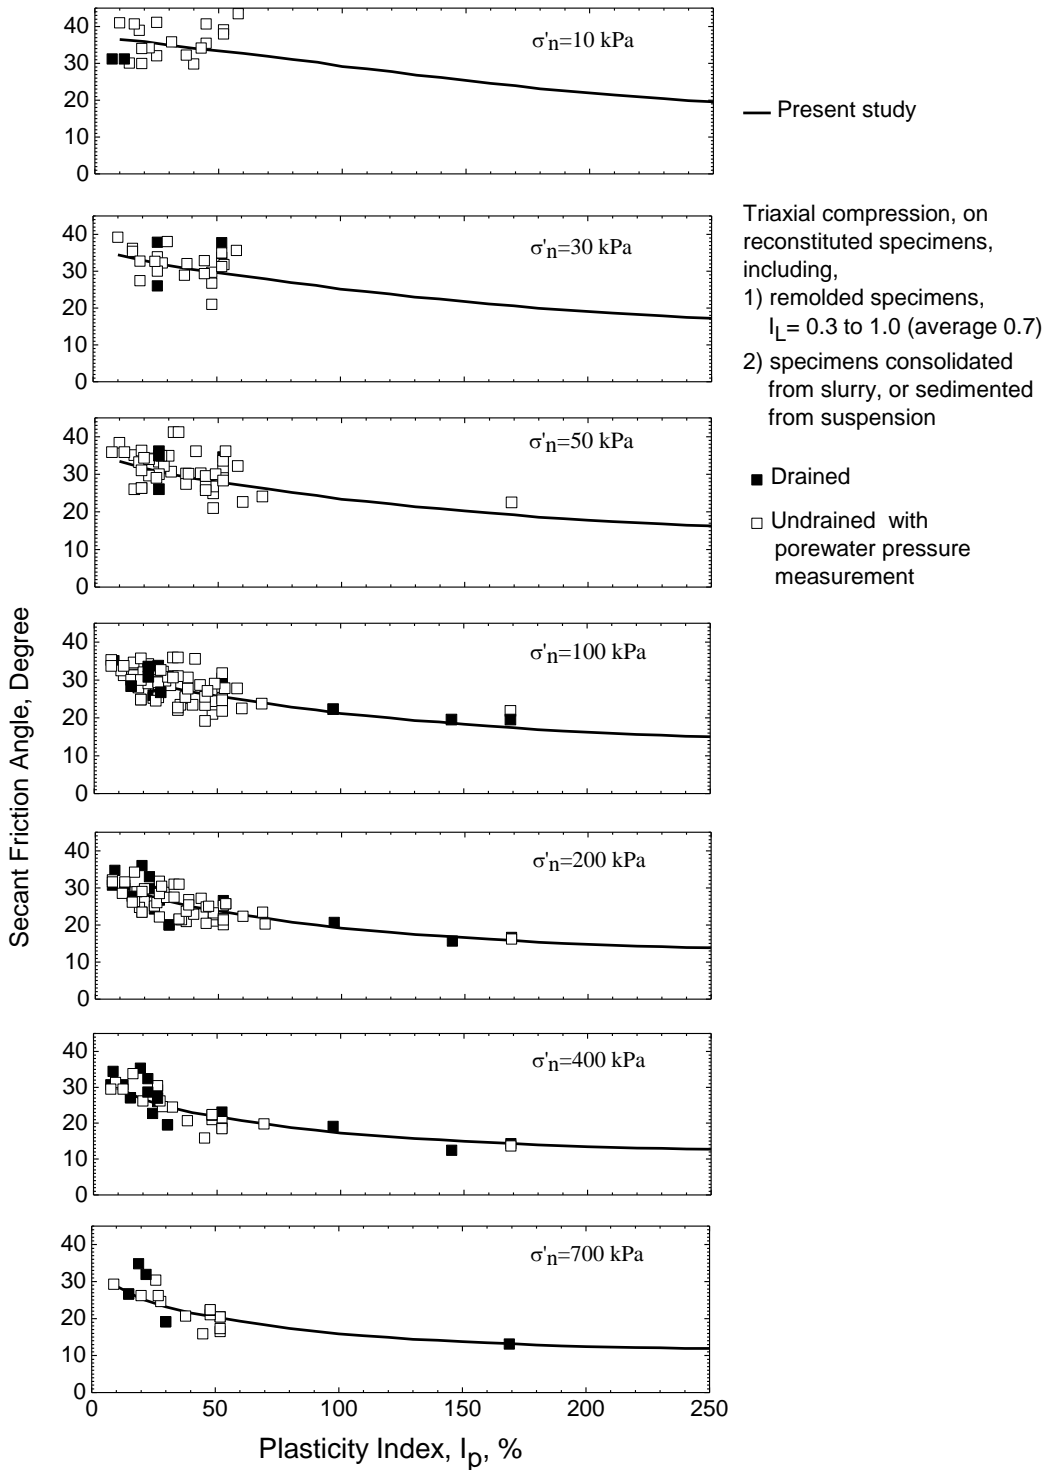 40
30
20
10
0
σ'n=10 kPa
Present study
40
30
20
10
0
σ'n=30 kPa
Triaxial compression, on
reconstituted specimens,
including,
1) remolded specimens,
IL= 0.3 to 1.0 (average 0.7)
2) specimens consolidated
from slurry, or sedimented
from suspension
40
30
20
10
0
σ'n=50 kPa
Drained
Undrained with
porewater pressure
measurement
Secant Friction Angle, Degree
40
30
20
10
0
σ'n=100 kPa
40
30
20
10
0
σ'n=200 kPa
40
30
20
10
0
σ'n=400 kPa
40
30
20
10
0
σ'n=700 kPa
0 50 100 150 200 250
Plasticity Index, Ip, %